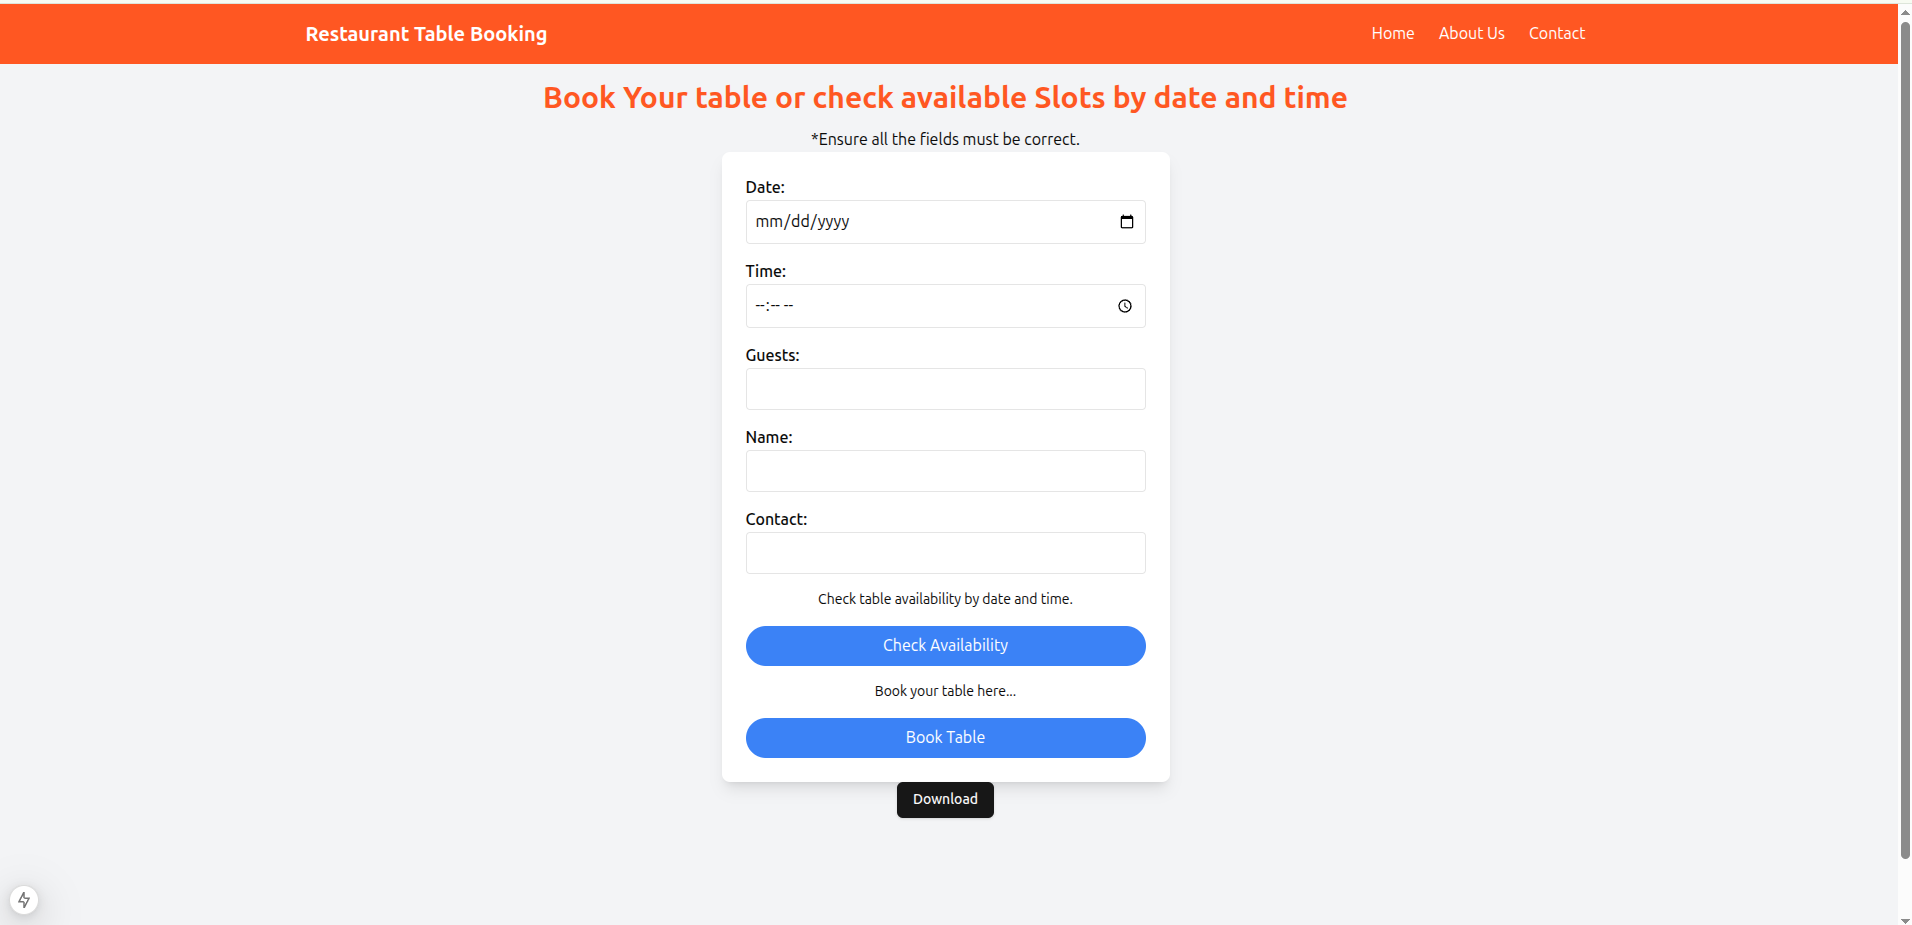 Restaurant Table Booking
Home About Us Contact
Book Your table or check available Slots by date and time
*Ensure all the fields must be correct.
Date:
mm/dd/yyyy
Time:
--:-- --
Guests:
Name:
Contact:
Check table availability by date and time.
Check Availability
Book your table here...
Book Table
Download